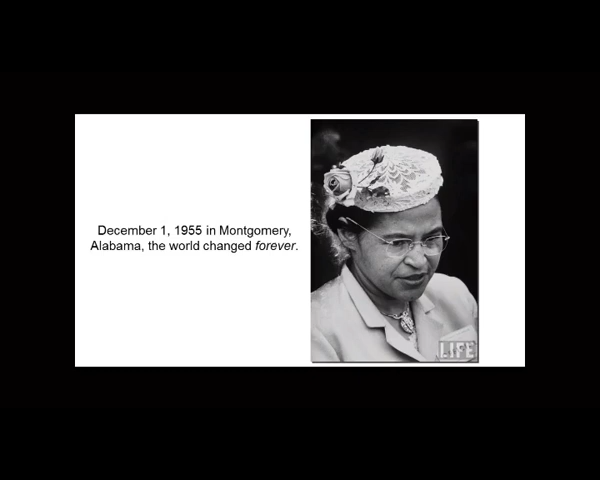 December 1, 1955 in Montgomery,
Alabama, the world changed forever.
LIFE